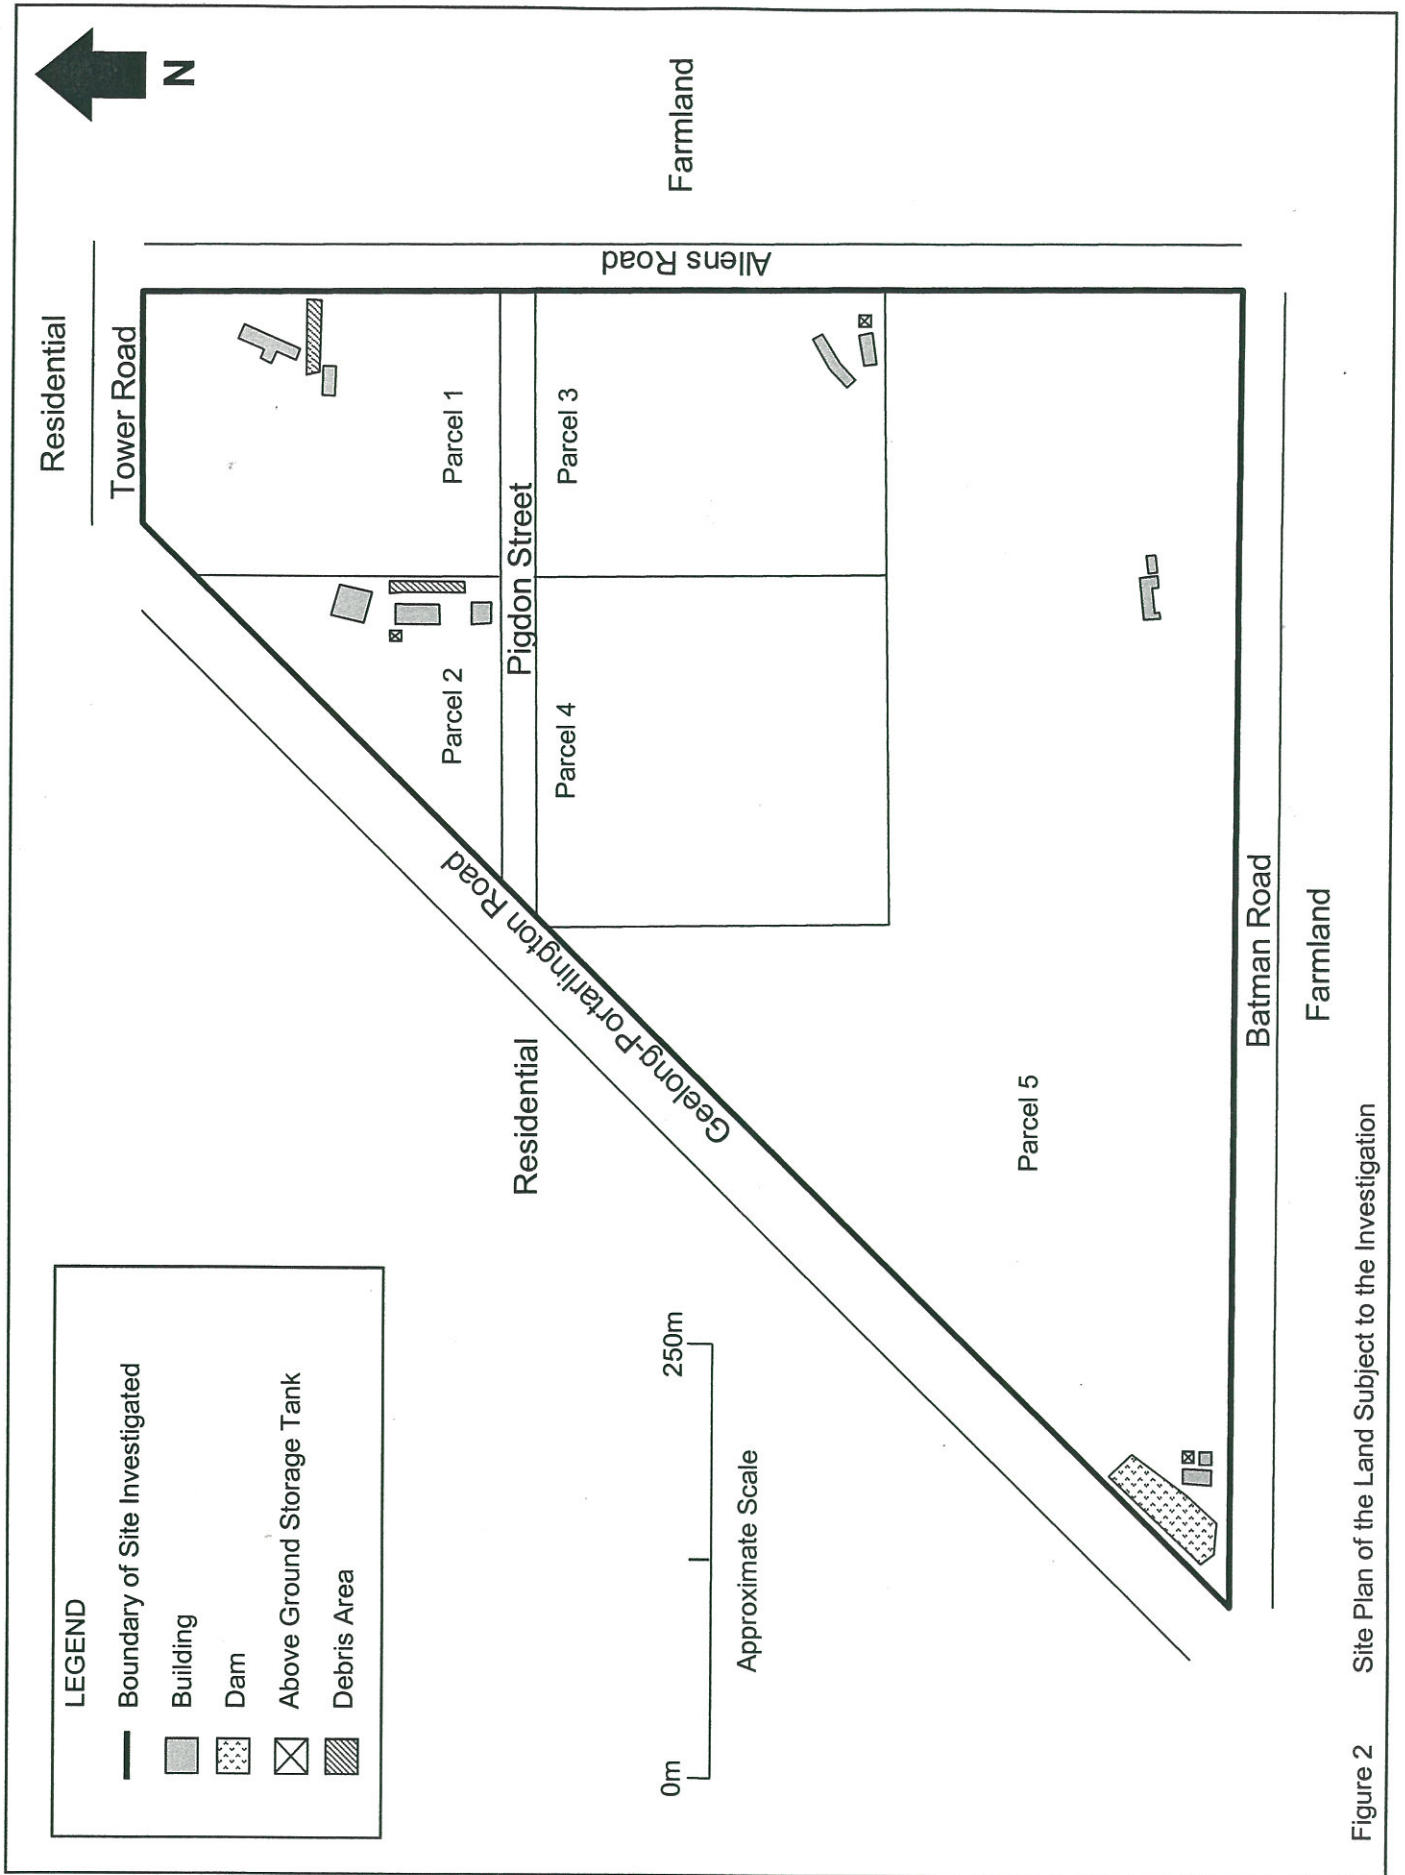 N
Residential
Tower Road
Farmland
Allens Road
Parcel 1
Parcel 2
Pigdon Street
Parcel 3
Parcel 4
Geelong-Portarlington Road
Residential
Parcel 5
Batman Road
Farmland
LEGEND
Boundary of Site Investigated
Building
Dam
Above Ground Storage Tank
Debris Area
0m 250m
Approximate Scale
Figure 2 Site Plan of the Land Subject to the Investigation